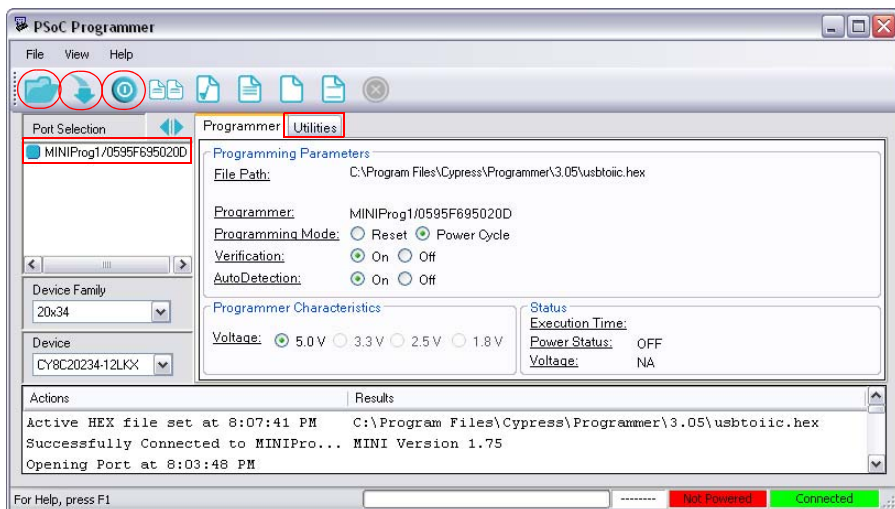 PSoC Programmer
File View Help
Port Selection
MINIProg1/0595F695020D
Device Family
20x34
Device
CY8C20234-12LKX
Programmer Utilities
Programming Parameters
File Path: C:\Program Files\Cypress\Programmer\3.05\usbtoiic.hex
Programmer: MINIProg1/0595F695020D
Programming Mode: Reset Power Cycle
Verification: On Off
AutoDetection: On Off
Programmer Characteristics
Voltage: 5.0 V 3.3 V 2.5 V 1.8 V
Status
Execution Time:
Power Status: OFF
Voltage: NA
Actions Results
Active HEX file set at 8:07:41 PM C:\Program Files\Cypress\Programmer\3.05\usbtoiic.hex
Successfully Connected to MINIPro... MINI Version 1.75
Opening Port at 8:03:48 PM
For Help, press F1 -------- Not Powered Connected